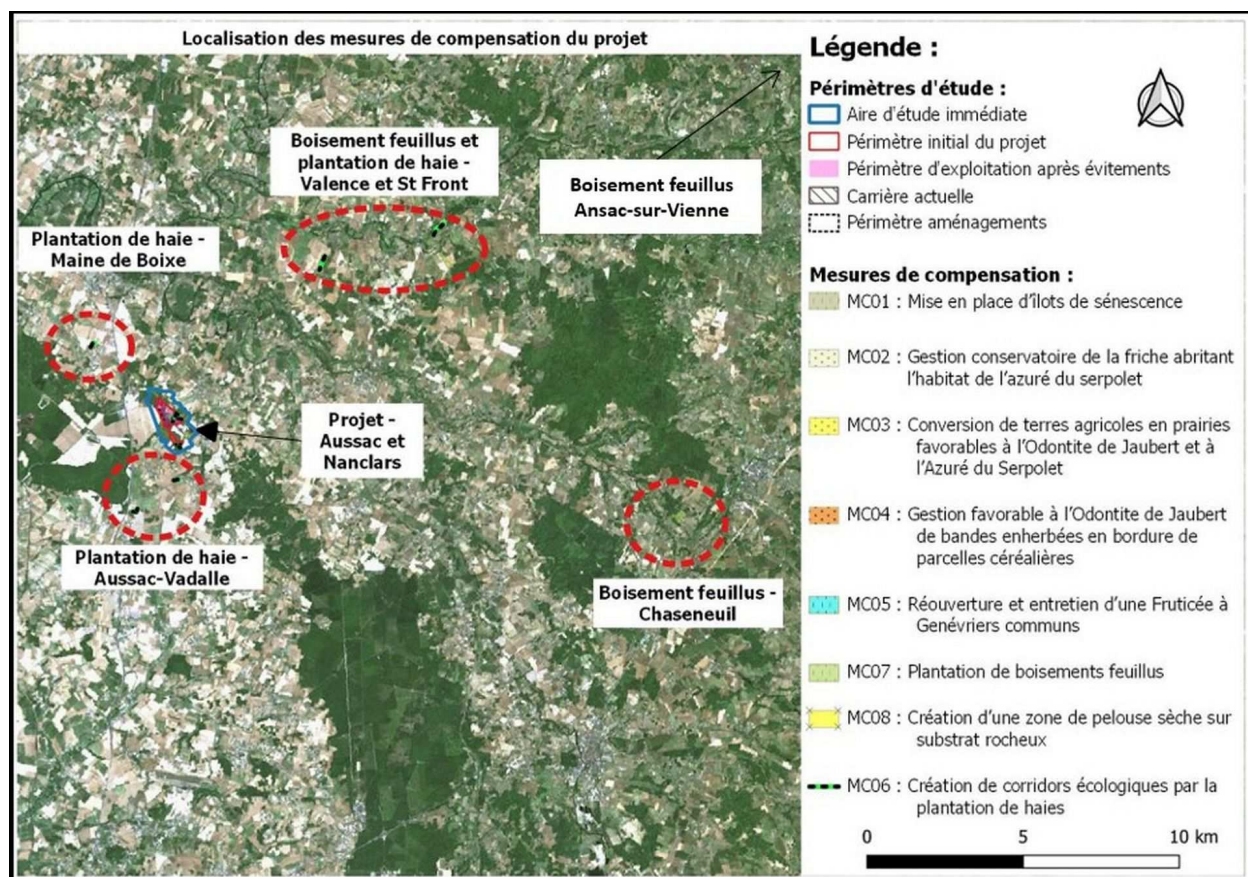 Localisation des mesures de compensation du projet
Boisement feuillus et
plantation de haie -
Valence et St Front
Boisement feuillus
Ansac-sur-Vienne
Plantation de haie -
Maine de Boixe
Projet -
Aussac et
Nanclars
Plantation de haie -
Aussac-Vadalle
Boisement feuillus -
Chaseneuil
Légende :
Périmètres d'étude :
Aire d'étude immédiate
Périmètre initial du projet
Périmètre d'exploitation après évitements
Carrière actuelle
Périmètre aménagements
Mesures de compensation :
MC01 : Mise en place d'îlots de sénescence
MC02 : Gestion conservatoire de la friche abritant
l'habitat de l'azuré du serpolet
MC03 : Conversion de terres agricoles en prairies
favorables à l'Odontite de Jaubert et à
l'Azuré du Serpolet
MC04 : Gestion favorable à l'Odontite de Jaubert
de bandes enherbées en bordure de
parcelles céréalières
MC05 : Réouverture et entretien d'une Fruticée à
Genévriers communs
MC07 : Plantation de boisements feuillus
MC08 : Création d'une zone de pelouse sèche sur
substrat rocheux
MC06 : Création de corridors écologiques par la
plantation de haies
0 5 10 km